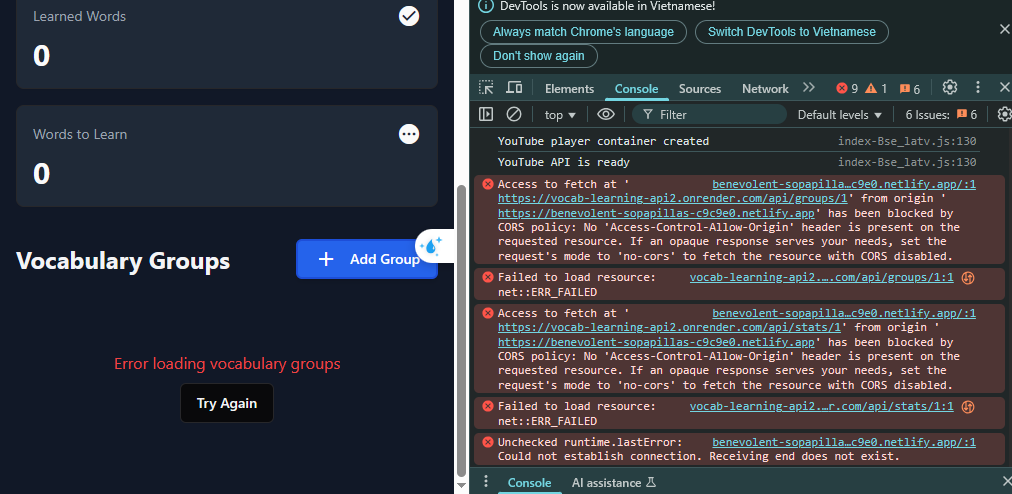 Learned Words
0
Words to Learn
0
Vocabulary Groups
Add Group
Error loading vocabulary groups
Try Again
DevTools is now available in Vietnamese!
Always match Chrome's language
Switch DevTools to Vietnamese
Don't show again
Elements Console Sources Network 9 1 6
top Filter Default levels 6 Issues: 6
YouTube player container created index-Bse_latv.js:130
YouTube API is ready index-Bse_latv.js:130
Access to fetch at ' benevolent-sopapilla…c9e0.netlify.app/:1
https://vocab-learning-api2.onrender.com/api/groups/1' from origin '
https://benevolent-sopapillas-c9c9e0.netlify.app' has been blocked by
CORS policy: No 'Access-Control-Allow-Origin' header is present on the
requested resource. If an opaque response serves your needs, set the
request's mode to 'no-cors' to fetch the resource with CORS disabled.
Failed to load resource: vocab-learning-api2.….com/api/groups/1:1
net::ERR_FAILED
Access to fetch at ' benevolent-sopapilla…c9e0.netlify.app/:1
https://vocab-learning-api2.onrender.com/api/stats/1' from origin '
https://benevolent-sopapillas-c9c9e0.netlify.app' has been blocked by
CORS policy: No 'Access-Control-Allow-Origin' header is present on the
requested resource. If an opaque response serves your needs, set the
request's mode to 'no-cors' to fetch the resource with CORS disabled.
Failed to load resource: vocab-learning-api2.…r.com/api/stats/1:1
net::ERR_FAILED
Unchecked runtime.lastError: benevolent-sopapilla…c9e0.netlify.app/:1
Could not establish connection. Receiving end does not exist.
Console AI assistance